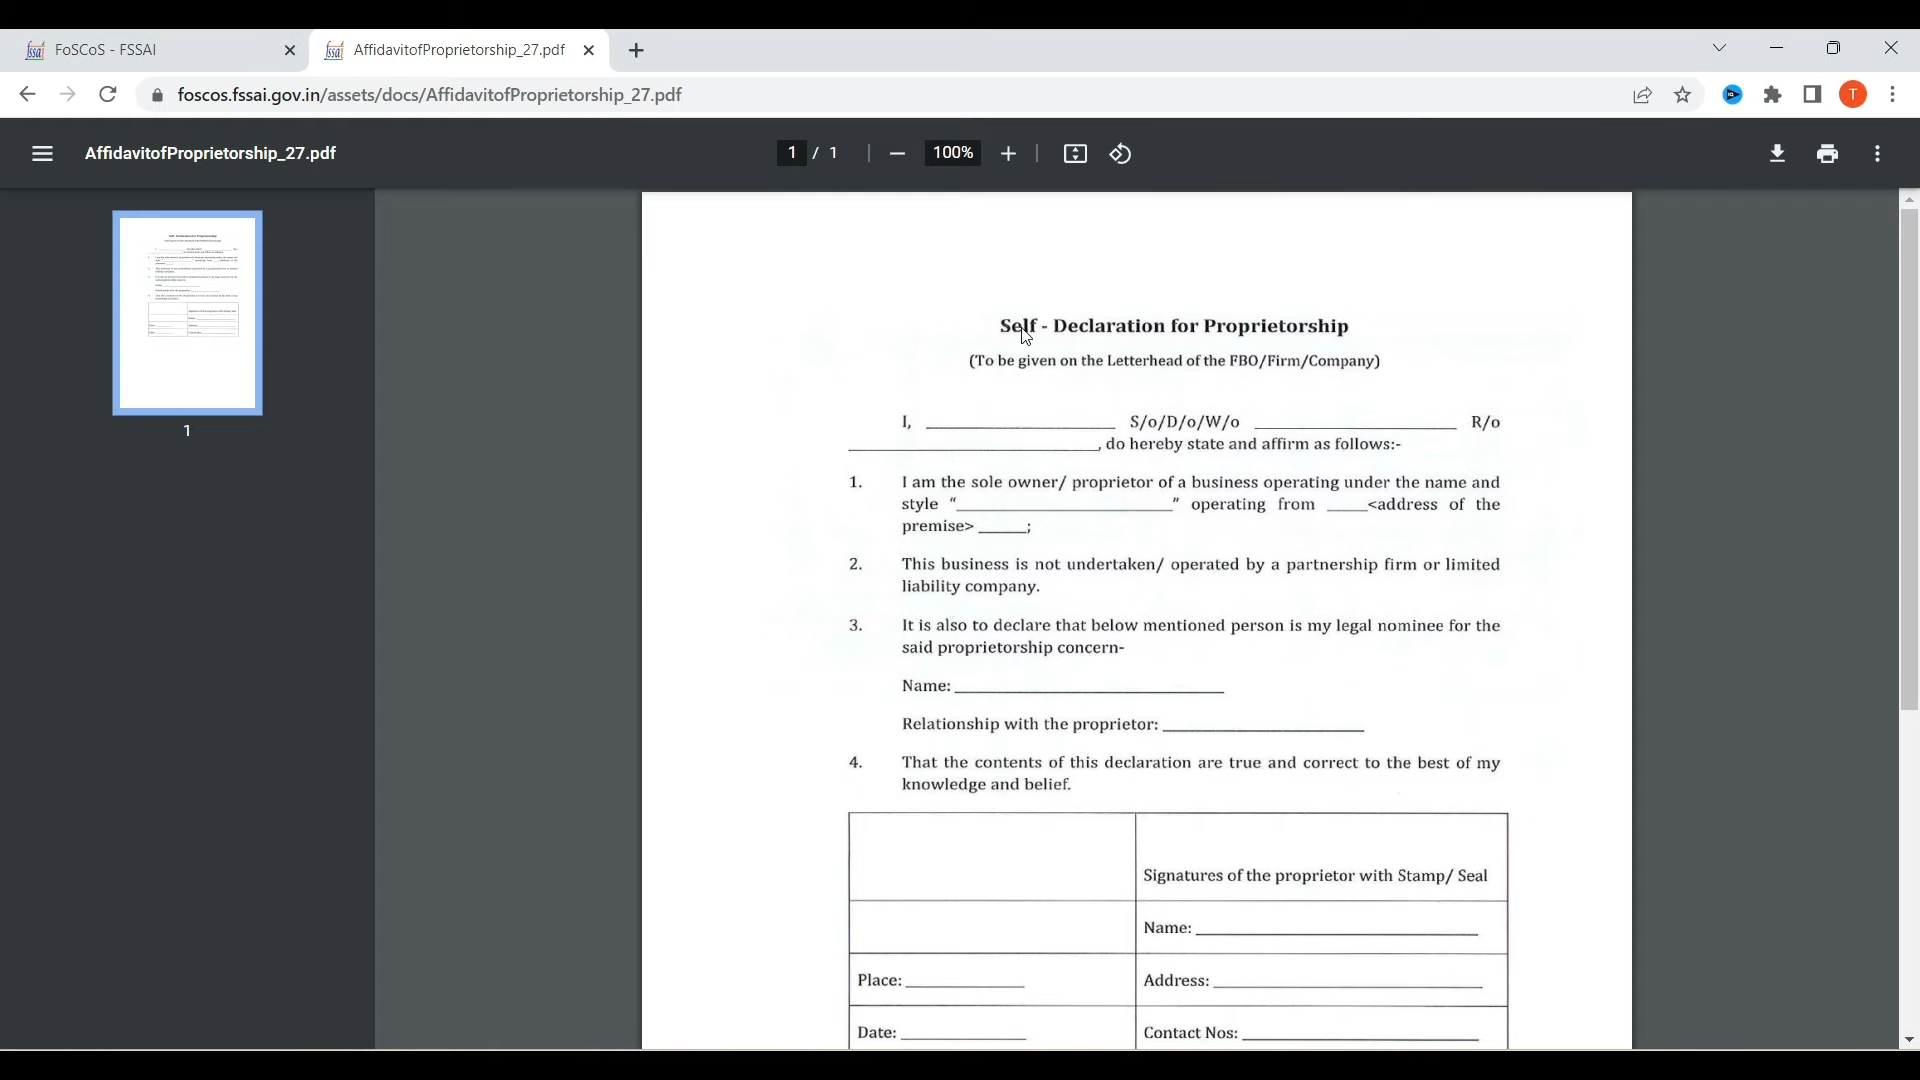 FoSCoS - FSSAI
AffidavitofProprietorship_27.pdf
foscos.fssai.gov.in/assets/docs/AffidavitofProprietorship_27.pdf
T
AffidavitofProprietorship_27.pdf
1 / 1
100%
1
Self - Declaration for Proprietorship
(To be given on the Letterhead of the FBO/Firm/Company)
I, ____________________ S/o/D/o/W/o ____________________ R/o
____________________, do hereby state and affirm as follows:-
1. I am the sole owner/ proprietor of a business operating under the name and
style "____________________" operating from _____<address of the
premise> ______;
2. This business is not undertaken/ operated by a partnership firm or limited
liability company.
3. It is also to declare that below mentioned person is my legal nominee for the
said proprietorship concern-
Name: ____________________
Relationship with the proprietor: ____________________
4. That the contents of this declaration are true and correct to the best of my
knowledge and belief.
Signatures of the proprietor with Stamp/ Seal
Name: ____________________
Place: ____________ Address: ____________________
Date: ____________ Contact Nos: ____________________